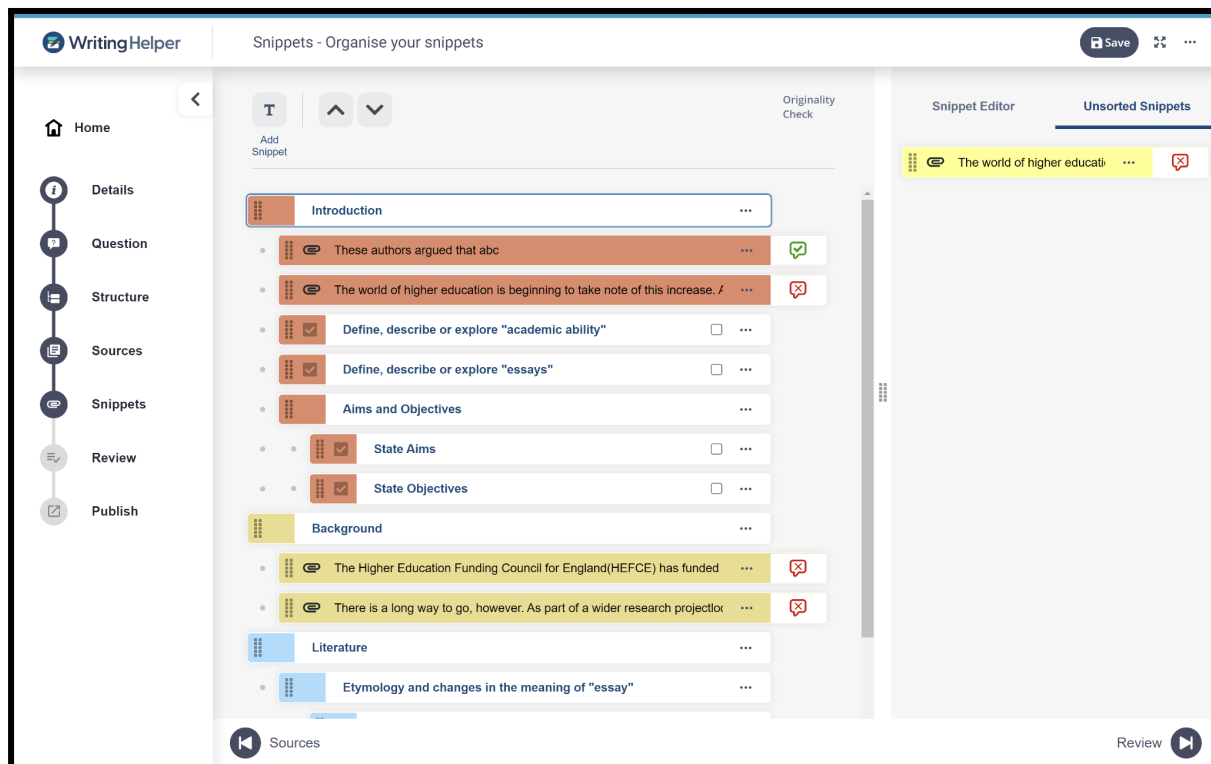 WritingHelper
Snippets - Organise your snippets
Save
Home
Details
Question
Structure
Sources
Snippets
Review
Publish
T
Add
Snippet
Originality
Check
Introduction
These authors argued that abc
The world of higher education is beginning to take note of this increase. A
Define, describe or explore "academic ability"
Define, describe or explore "essays"
Aims and Objectives
State Aims
State Objectives
Background
The Higher Education Funding Council for England(HEFCE) has funded
There is a long way to go, however. As part of a wider research projectloc
Literature
Etymology and changes in the meaning of "essay"
Snippet Editor
Unsorted Snippets
The world of higher educati
Sources
Review